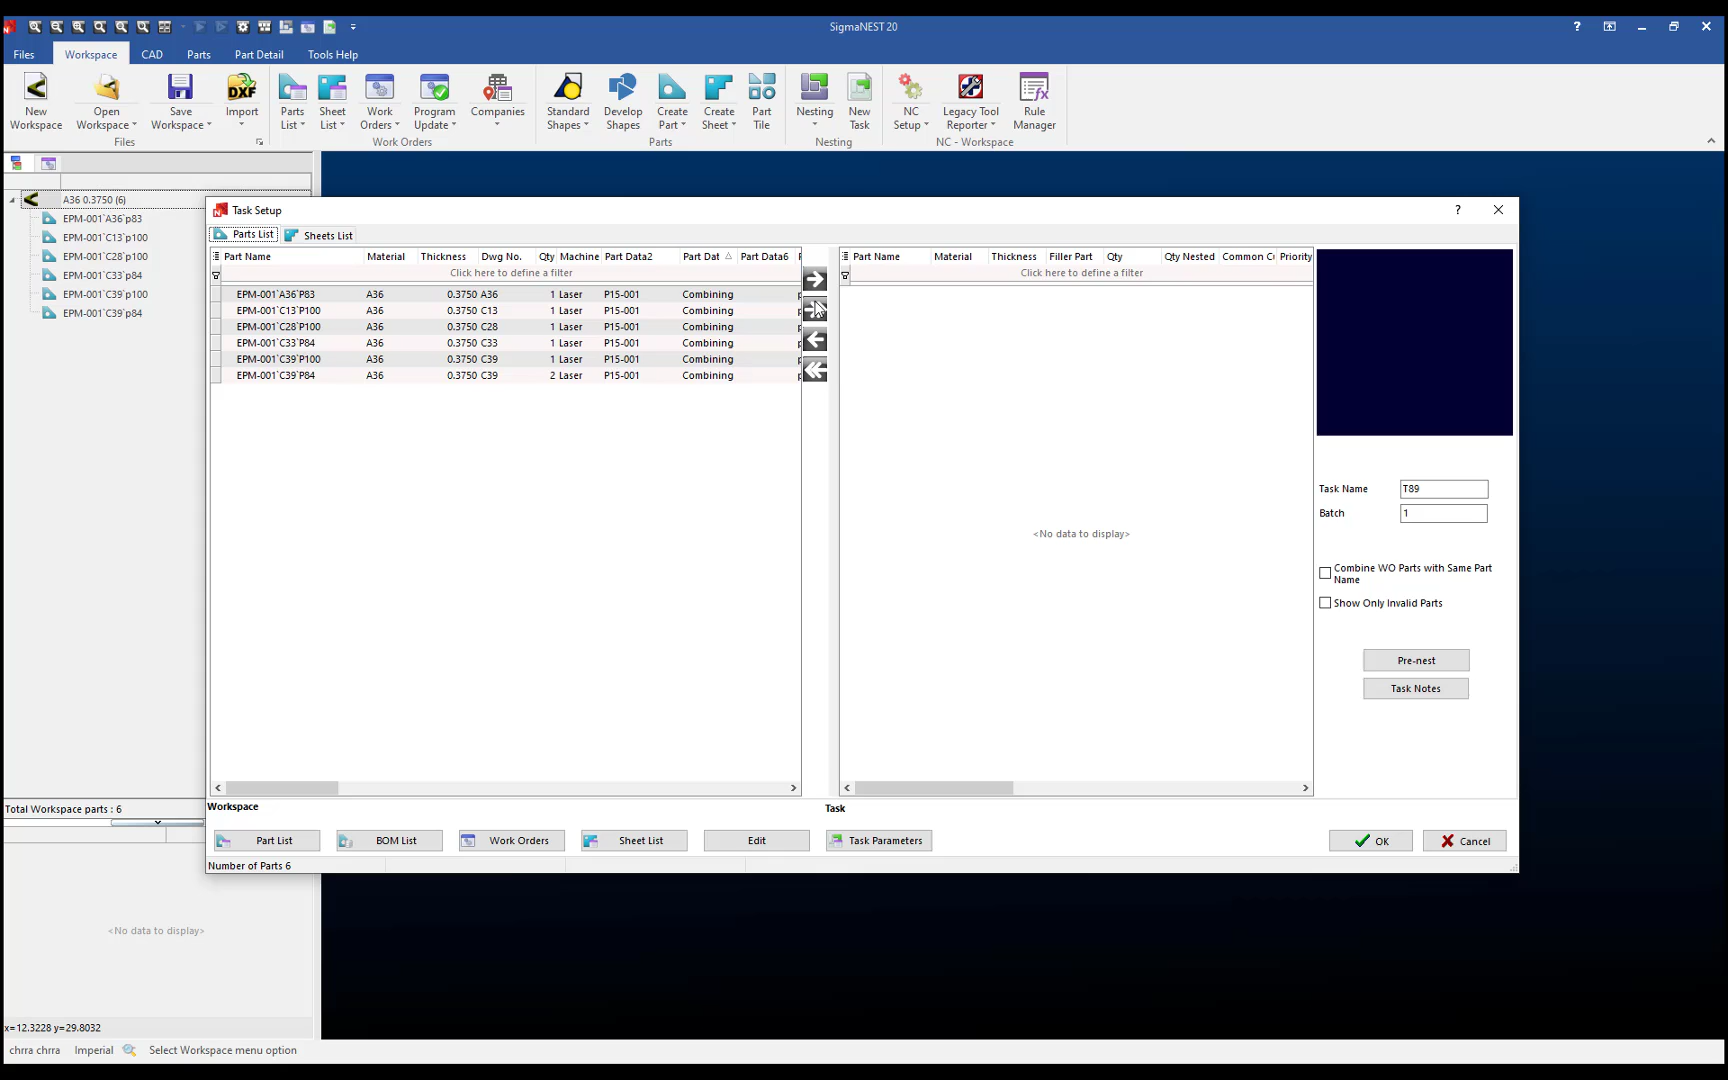 SigmaNEST 20
Files Workspace CAD Parts Part Detail Tools Help
New Workspace
Open Workspace
Save Workspace
DXF
Import
Parts List
Sheet List
Work Orders
Program Update
Companies
Standard Shapes
Develop Shapes
Create Part
Create Sheet
Part Tile
Nesting
New Task
NC Setup
Legacy Tool Reporter
Rule Manager
Files Work Orders Parts Nesting NC - Workspace
A36 0.3750 (6)
EPM-001`A36`p83
EPM-001`C13`p100
EPM-001`C28`p100
EPM-001`C33`p84
EPM-001`C39`p100
EPM-001`C39`p84
Total Workspace parts : 6
<No data to display>
x=12.3228 y=29.8032
chrra chrra Imperial Select Workspace menu option
Task Setup
Parts List Sheets List
Part Name Material Thickness Dwg No. Qty Machine Part Data2 Part Dat Part Data6
Click here to define a filter
EPM-001`A36`P83 A36 0.3750 A36 1 Laser P15-001 Combining
EPM-001`C13`P100 A36 0.3750 C13 1 Laser P15-001 Combining
EPM-001`C28`P100 A36 0.3750 C28 1 Laser P15-001 Combining
EPM-001`C33`P84 A36 0.3750 C33 1 Laser P15-001 Combining
EPM-001`C39`P100 A36 0.3750 C39 1 Laser P15-001 Combining
EPM-001`C39`P84 A36 0.3750 C39 2 Laser P15-001 Combining
Part Name Material Thickness Filler Part Qty Qty Nested Common Cu Priority
Click here to define a filter
<No data to display>
Task Name T89
Batch 1
Combine WO Parts with Same Part
Name
Show Only Invalid Parts
Pre-nest
Task Notes
Workspace Task
Part List BOM List Work Orders Sheet List Edit Task Parameters OK Cancel
Number of Parts 6